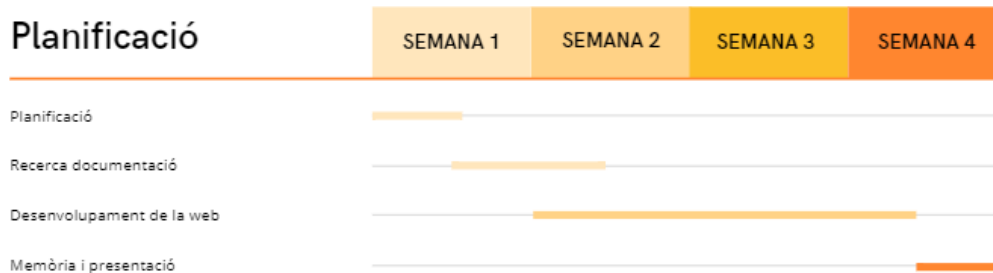 Planificació
SEMANA 1
SEMANA 2
SEMANA 3
SEMANA 4
Planificació
Recerca documentació
Desenvolupament de la web
Memòria i presentació